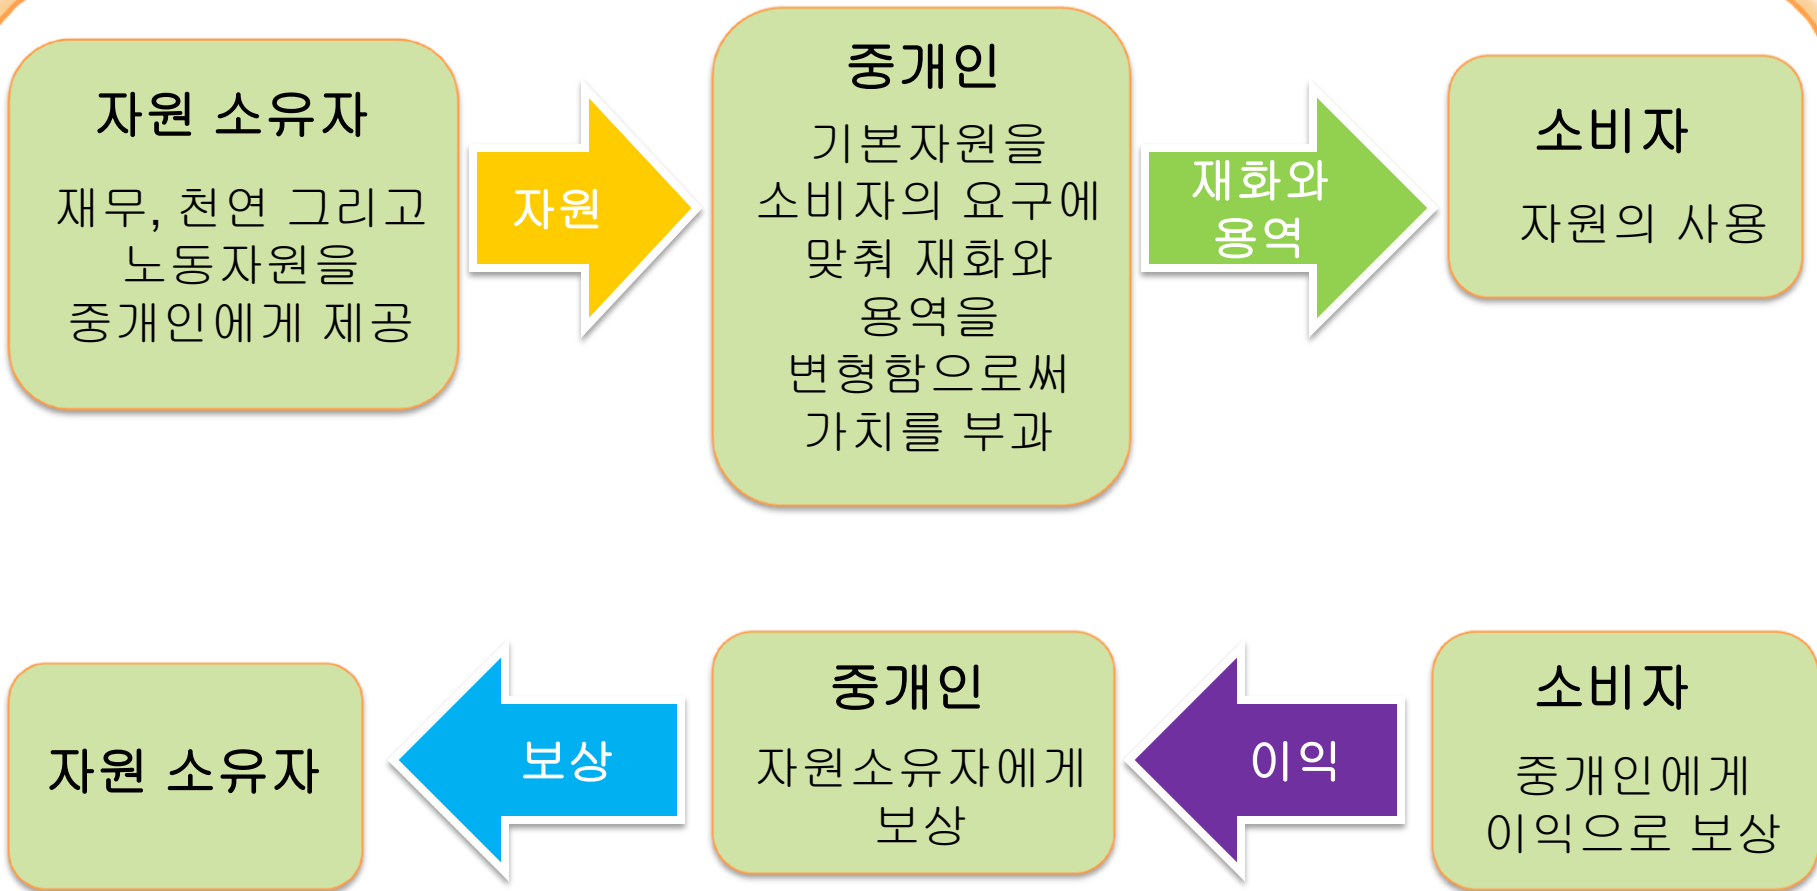 자원 소유자
재무, 천연 그리고
노동자원을
중개인에게 제공
자원
중개인
기본자원을
소비자의 요구에
맞춰 재화와
용역을
변형함으로써
가치를 부과
재화와
용역
소비자
자원의 사용
자원 소유자
보상
중개인
자원소유자에게
보상
이익
소비자
중개인에게
이익으로 보상